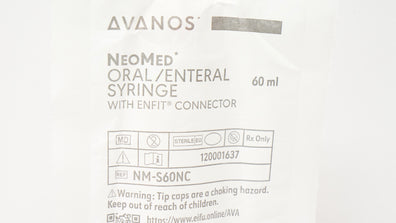 AVANOS*
NEOMED*
ORAL/ENTERAL
SYRINGE
60 ml
WITH ENFIT® CONNECTOR
MD
STERILE EO
Rx Only
120001637
REF
NM-S60NC
Warning: Tip caps are a choking hazard.
Keep out of reach of children.
https://www.eifu.online/AVA